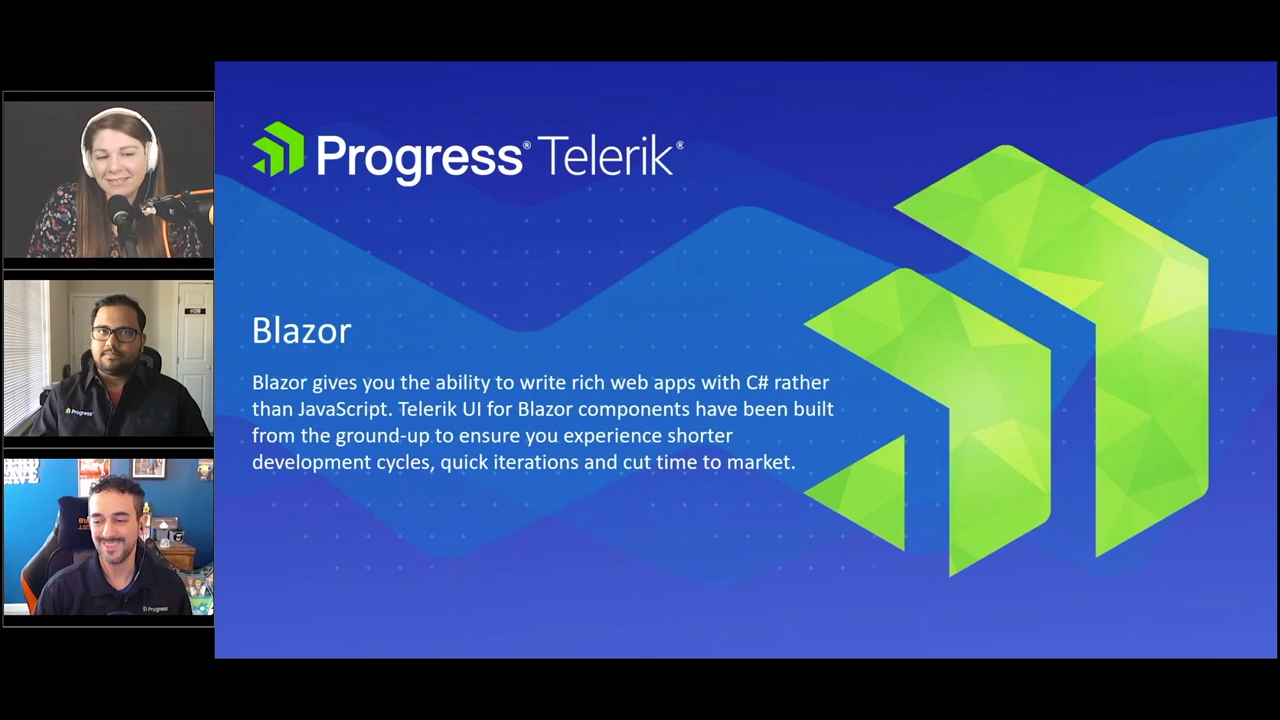 Progress® Telerik®
Blazor
Blazor gives you the ability to write rich web apps with C# rather
than JavaScript. Telerik UI for Blazor components have been built
from the ground-up to ensure you experience shorter
development cycles, quick iterations and cut time to market.
Progress
Progress